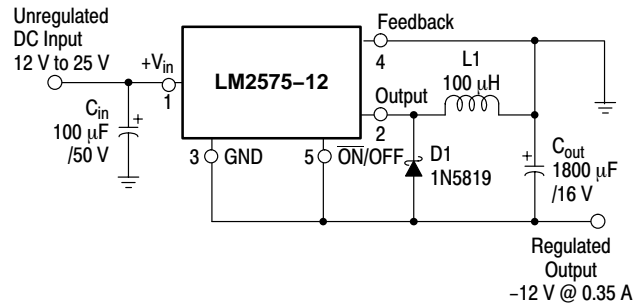 Unregulated
DC Input
12 V to 25 V
+Vin
1
Cin
100 μF
/50 V
+
LM2575–12
Feedback
4
Output
2
L1
100 μH
3
GND
5
ON/OFF
D1
1N5819
+
Cout
1800 μF
/16 V
Regulated
Output
–12 V @ 0.35 A